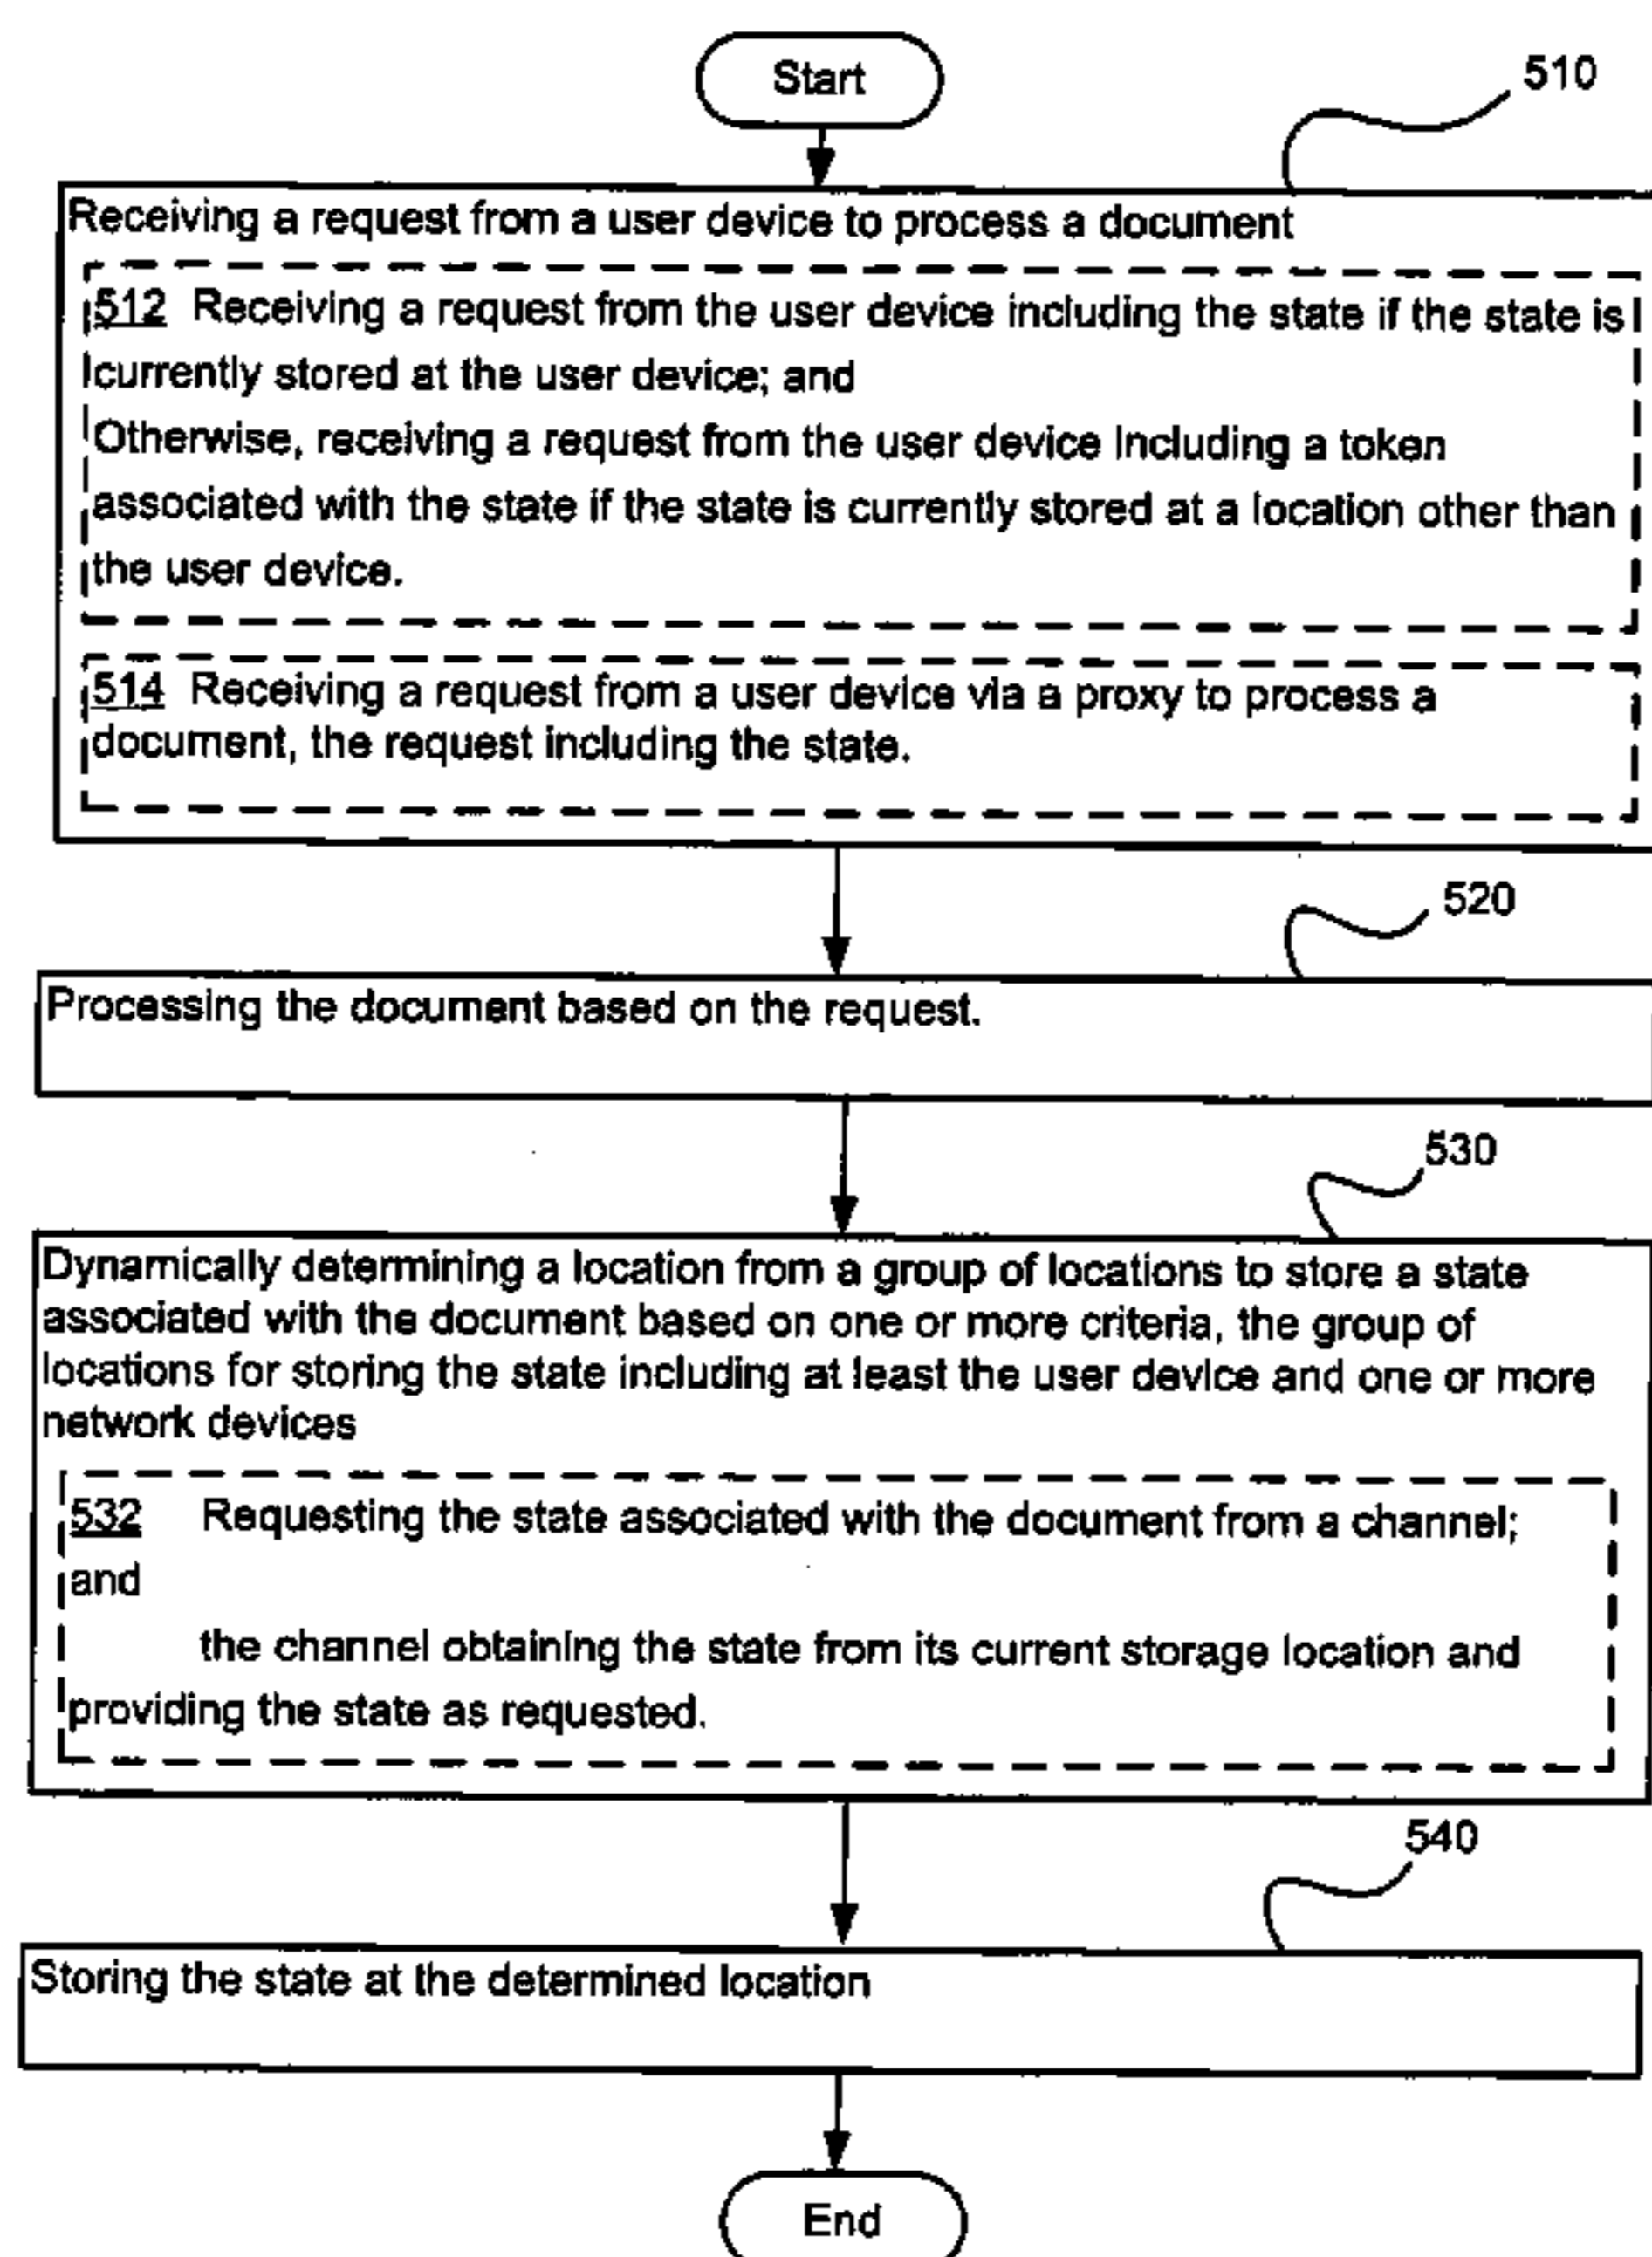 Start
510
Receiving a request from a user device to process a document
512 Receiving a request from the user device including the state if the state is
currently stored at the user device; and
Otherwise, receiving a request from the user device including a token
associated with the state if the state is currently stored at a location other than
the user device.
514 Receiving a request from a user device via a proxy to process a
document, the request including the state.
520
Processing the document based on the request.
530
Dynamically determining a location from a group of locations to store a state
associated with the document based on one or more criteria, the group of
locations for storing the state including at least the user device and one or more
network devices
532 Requesting the state associated with the document from a channel;
and
the channel obtaining the state from its current storage location and
providing the state as requested.
540
Storing the state at the determined location
End